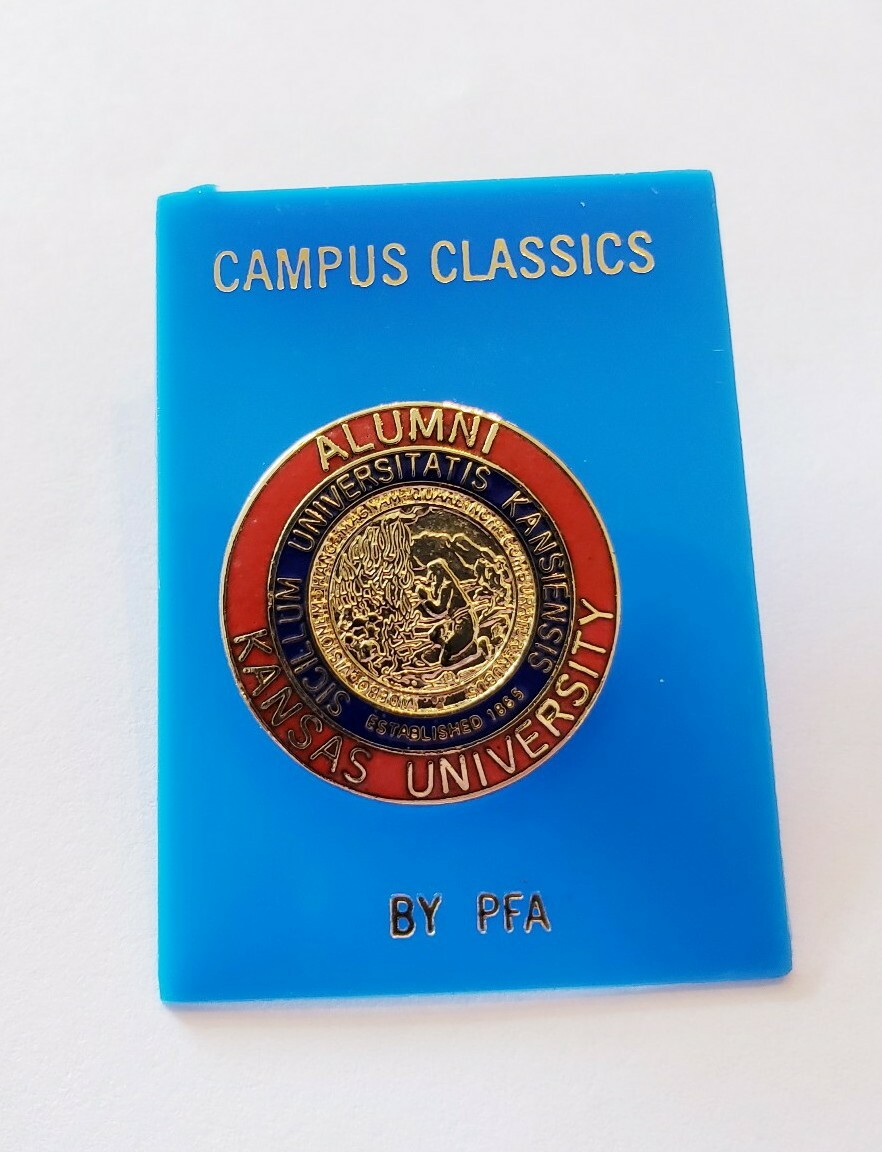 CAMPUS CLASSICS
ALUMNI
KANSAS UNIVERSITY
SIGILLUM UNIVERSITATIS KANSIENSIS
ESTABLISHED 1865
BY PFA